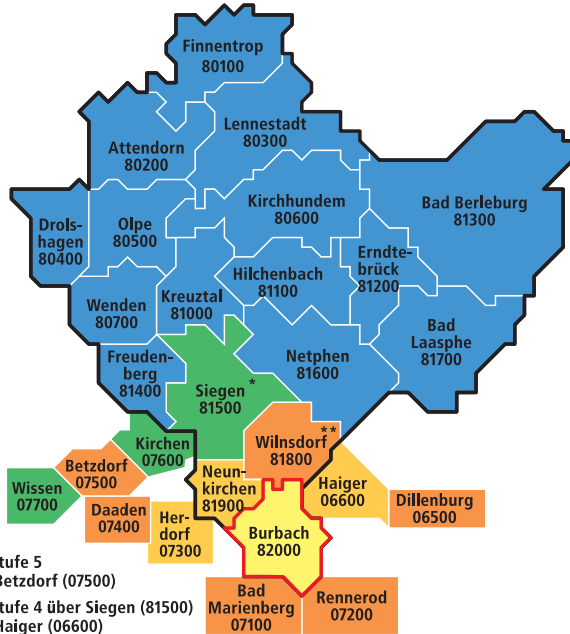 Finnentrop
80100
Lennestadt
80300
Attendorn
80200
Kirchhundem
80600
Bad Berleburg
81300
Drols-
hagen
80400
Olpe
80500
Erndte-
brück
81200
Hilchenbach
81100
Wenden
80700
Kreuztal
81000
Bad
Laasphe
81700
Freuden-
berg
81400
Netphen
81600
Siegen *
81500
Kirchen
07600
Wilnsdorf **
81800
Betzdorf
07500
Wissen
07700
Neun-
kirchen
81900
Haiger
06600
Dillenburg
06500
Daaden
07400
Her-
dorf
07300
Burbach
82000
tufe 5
Betzdorf (07500)
tufe 4 über Siegen (81500)
Haiger (06600)
Bad
Marienberg
07100
Rennerod
07200